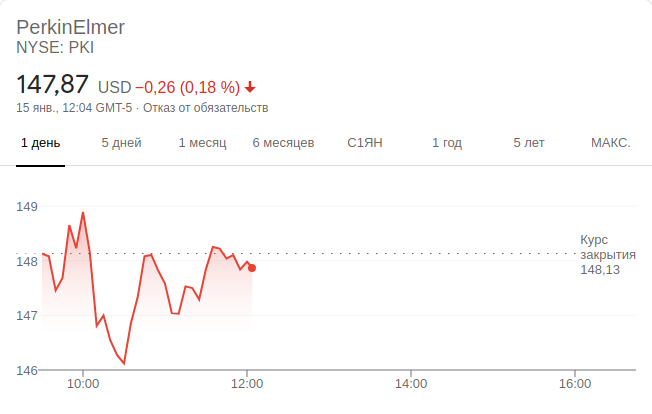 PerkinElmer
NYSE: PKI
147,87 USD −0,26 (0,18 %)
15 янв., 12:04 GMT-5 · Отказ от обязательств
1 день 5 дней 1 месяц 6 месяцев С1ЯН 1 год 5 лет МАКС.
149
148
147
146
Курс
закрытия
148,13
10:00 12:00 14:00 16:00